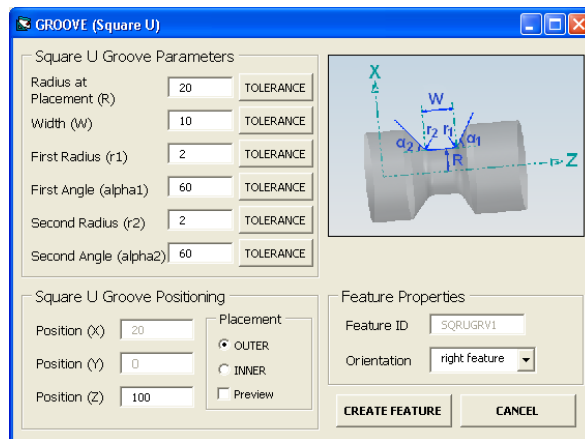 GROOVE (Square U)
Square U Groove Parameters
Radius at
Placement (R)
20
TOLERANCE
Width (W)
10
TOLERANCE
First Radius (r1)
2
TOLERANCE
First Angle (alpha1)
60
TOLERANCE
Second Radius (r2)
2
TOLERANCE
Second Angle (alpha2)
60
TOLERANCE
X
W
r2 r1
α2 α1
R
Z
Square U Groove Positioning
Position (X)
20
Position (Y)
0
Position (Z)
100
Placement
OUTER
INNER
Preview
Feature Properties
Feature ID
SQRUGRV1
Orientation
right feature
CREATE FEATURE
CANCEL